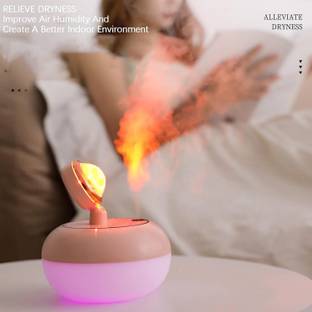 RELIEVE DRYNESS
Improve Air Humidity And
Create A Better Indoor Environment
ALLEVIATE
DRYNESS